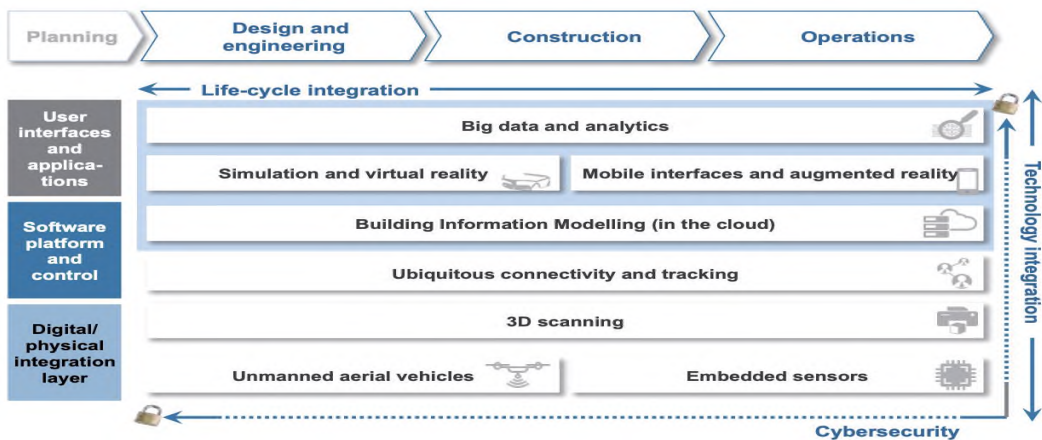 Planning
Design and
engineering
Construction
Operations
Life-cycle integration
User
interfaces
and
applica-
tions
Big data and analytics
Simulation and virtual reality
Mobile interfaces and augmented reality
Software
platform
and
control
Building Information Modelling (in the cloud)
Ubiquitous connectivity and tracking
Digital/
physical
integration
layer
3D scanning
Unmanned aerial vehicles
Embedded sensors
Technology integration
Cybersecurity